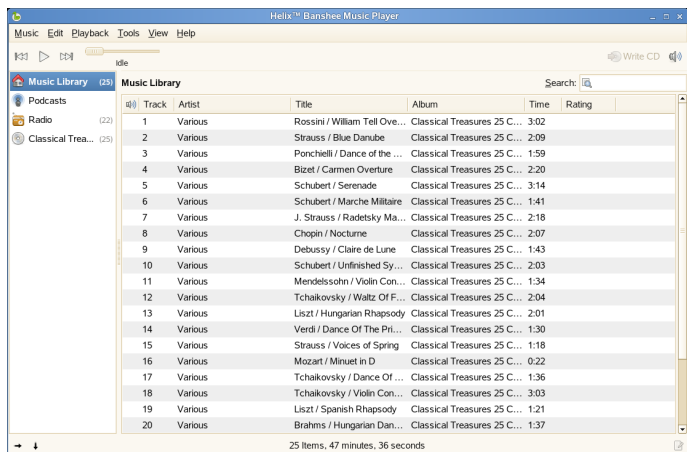 Helix™ Banshee Music Player
Music Edit Playback Tools View Help
Idle
Write CD
Music Library (25)
Podcasts
Radio (22)
Classical Trea... (25)
Music Library
Search:
Track Artist Title Album Time Rating
1 Various Rossini / William Tell Ove... Classical Treasures 25 C... 3:02
2 Various Strauss / Blue Danube Classical Treasures 25 C... 2:09
3 Various Ponchielli / Dance of the ... Classical Treasures 25 C... 1:59
4 Various Bizet / Carmen Overture Classical Treasures 25 C... 2:20
5 Various Schubert / Serenade Classical Treasures 25 C... 3:14
6 Various Schubert / Marche Militaire Classical Treasures 25 C... 1:41
7 Various J. Strauss / Radetsky Ma... Classical Treasures 25 C... 2:18
8 Various Chopin / Nocturne Classical Treasures 25 C... 2:07
9 Various Debussy / Claire de Lune Classical Treasures 25 C... 1:43
10 Various Schubert / Unfinished Sy... Classical Treasures 25 C... 2:03
11 Various Mendelssohn / Violin Con... Classical Treasures 25 C... 1:34
12 Various Tchaikovsky / Waltz Of F... Classical Treasures 25 C... 2:04
13 Various Liszt / Hungarian Rhapsody Classical Treasures 25 C... 2:01
14 Various Verdi / Dance Of The Pri... Classical Treasures 25 C... 1:30
15 Various Strauss / Voices of Spring Classical Treasures 25 C... 1:18
16 Various Mozart / Minuet in D Classical Treasures 25 C... 0:22
17 Various Tchaikovsky / Dance Of ... Classical Treasures 25 C... 1:36
18 Various Tchaikovsky / Violin Con... Classical Treasures 25 C... 3:03
19 Various Liszt / Spanish Rhapsody Classical Treasures 25 C... 1:21
20 Various Brahms / Hungarian Dan... Classical Treasures 25 C... 1:37
25 Items, 47 minutes, 36 seconds